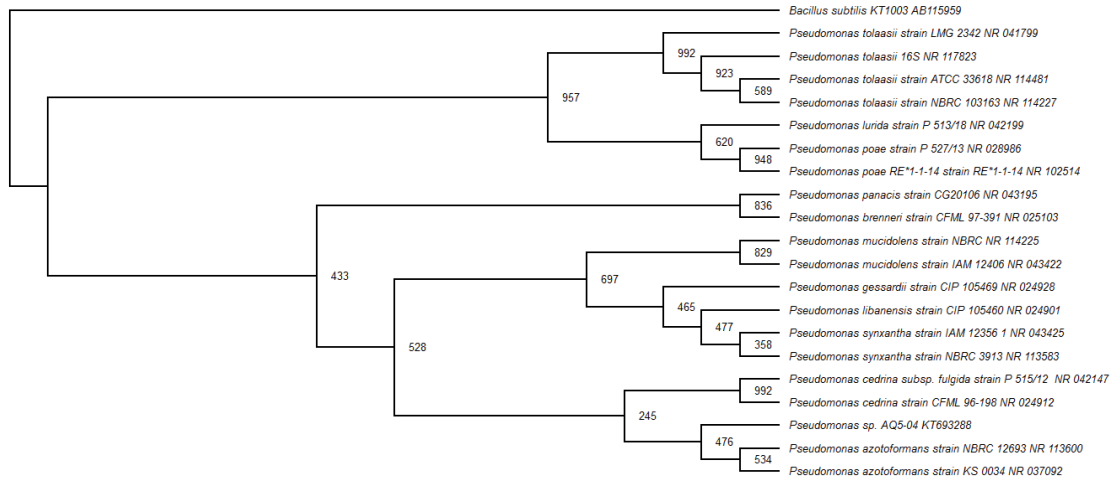 Bacillus subtilis KT1003 AB115959
Pseudomonas tolaasii strain LMG 2342 NR 041799
992
Pseudomonas tolaasii 16S NR 117823
923
Pseudomonas tolaasii strain ATCC 33618 NR 114481
589
957
Pseudomonas tolaasii strain NBRC 103163 NR 114227
Pseudomonas lurida strain P 513/18 NR 042199
620
Pseudomonas poae strain P 527/13 NR 028986
948
Pseudomonas poae RE*1-1-14 strain RE*1-1-14 NR 102514
Pseudomonas panacis strain CG20106 NR 043195
836
Pseudomonas brenneri strain CFML 97-391 NR 025103
Pseudomonas mucidolens strain NBRC NR 114225
829
Pseudomonas mucidolens strain IAM 12406 NR 043422
433
697
Pseudomonas gessardii strain CIP 105469 NR 024928
465
Pseudomonas libanensis strain CIP 105460 NR 024901
477
Pseudomonas synxantha strain IAM 12356 1 NR 043425
358
528
Pseudomonas synxantha strain NBRC 3913 NR 113583
Pseudomonas cedrina subsp. fulgida strain P 515/12 NR 042147
992
Pseudomonas cedrina strain CFML 96-198 NR 024912
245
Pseudomonas sp. AQ5-04 KT693288
476
Pseudomonas azotoformans strain NBRC 12693 NR 113600
534
Pseudomonas azotoformans strain KS 0034 NR 037092